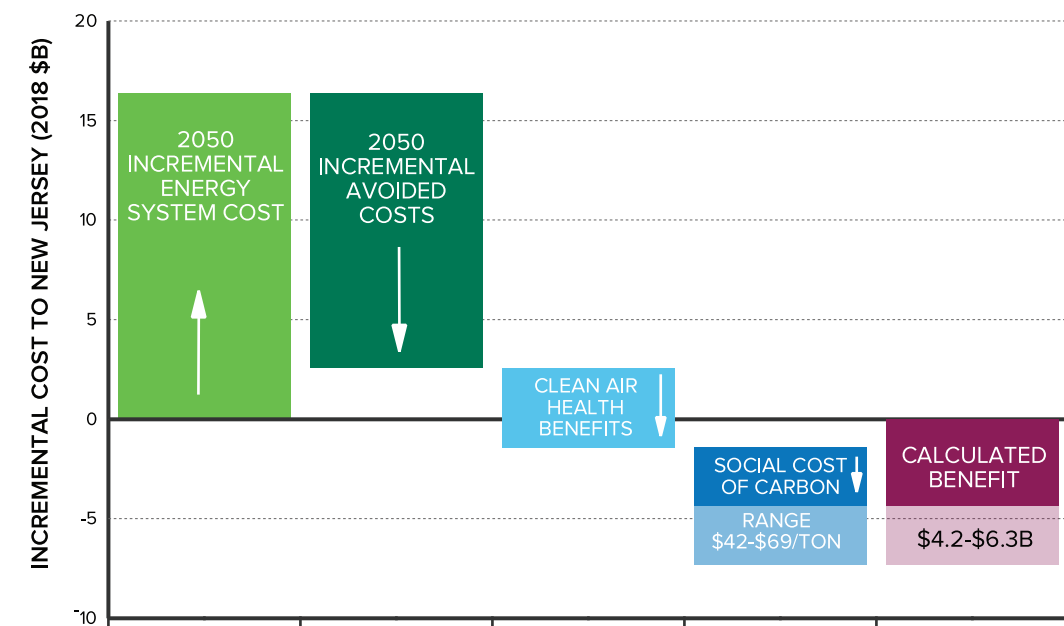 INCREMENTAL COST TO NEW JERSEY (2018 $B)
20
15
10
5
0
-5
-10
2050
INCREMENTAL
ENERGY
SYSTEM COST
2050
INCREMENTAL
AVOIDED
COSTS
CLEAN AIR
HEALTH
BENEFITS
SOCIAL COST
OF CARBON
RANGE
$42-$69/TON
CALCULATED
BENEFIT
$4.2-$6.3B